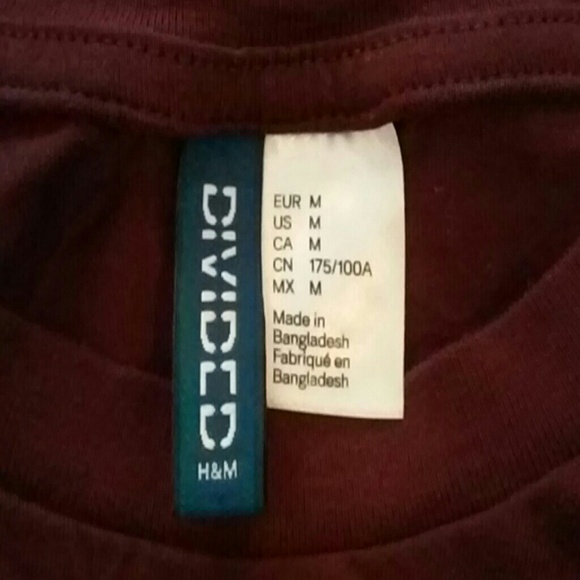 DIVIDED
H&M
EUR M
US M
CA M
CN 175/100A
MX M
Made in
Bangladesh
Fabriqué en
Bangladesh